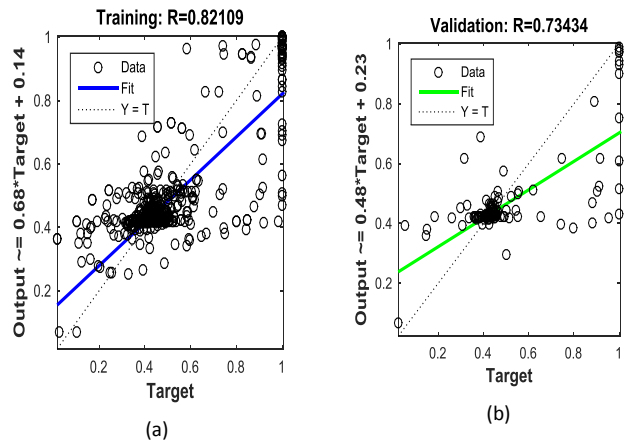 Training: R=0.82109
Output ~= 0.68*Target + 0.14
1
0.8
0.6
0.4
0.2
Data
Fit
Y = T
0.2 0.4 0.6 0.8 1
Target
(a)
Validation: R=0.73434
Output ~= 0.48*Target + 0.23
1
0.8
0.6
0.4
0.2
Data
Fit
Y = T
0.2 0.4 0.6 0.8 1
Target
(b)